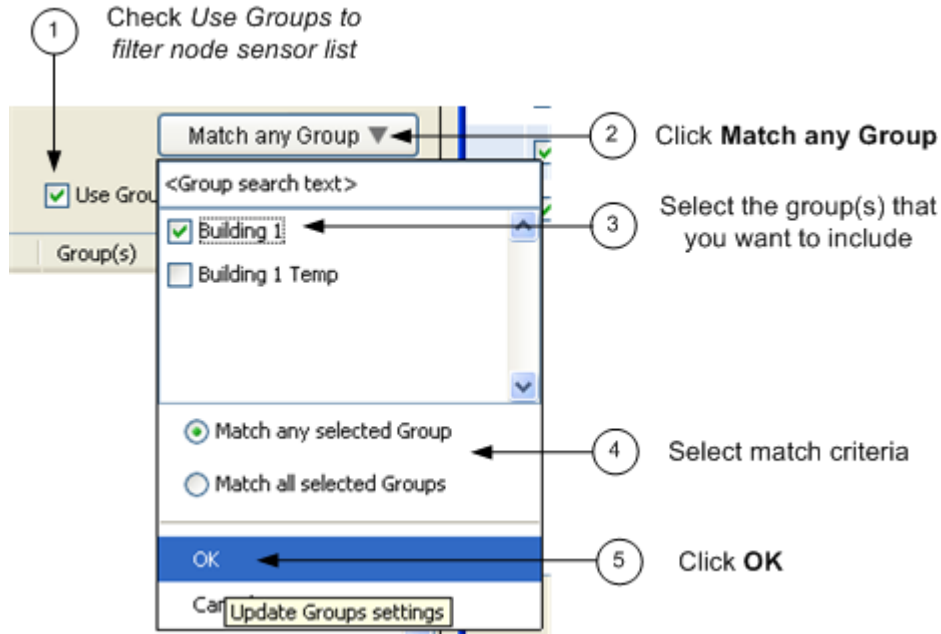 1
Check Use Groups to
filter node sensor list
Match any Group
2
Click Match any Group
Use Grou
<Group search text>
3
Select the group(s) that
you want to include
Building 1
Group(s)
Building 1 Temp
Match any selected Group
4
Select match criteria
Match all selected Groups
OK
5
Click OK
Update Groups settings